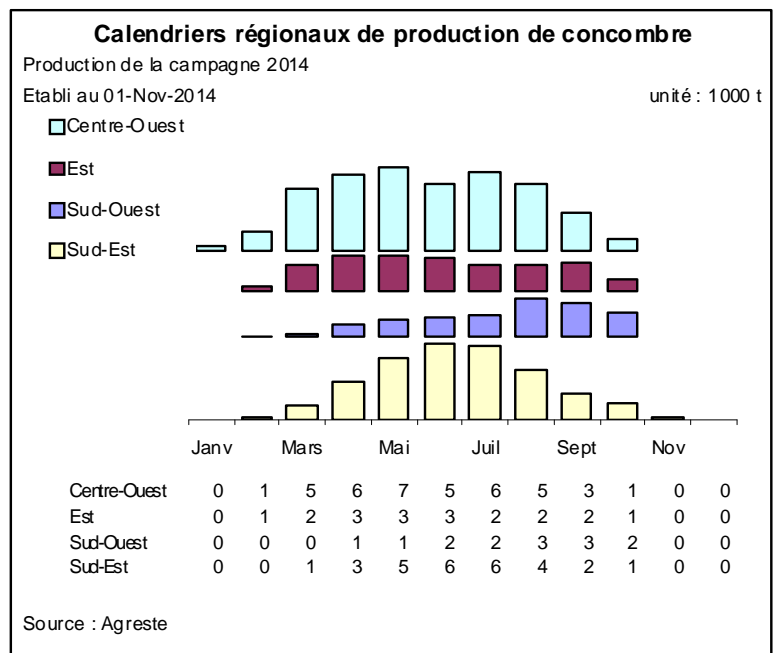 Calendriers régionaux de production de concombre
Production de la campagne 2014
Etabli au 01-Nov-2014 unité : 1000 t
Centre-Ouest
Est
Sud-Ouest
Sud-Est
Janv Mars Mai Juil Sept Nov
Centre-Ouest 0 1 5 6 7 5 6 5 3 1 0 0
Est 0 1 2 3 3 3 2 2 2 1 0 0
Sud-Ouest 0 0 0 1 1 2 2 3 3 2 0 0
Sud-Est 0 0 1 3 5 6 6 4 2 1 0 0
Source : Agreste